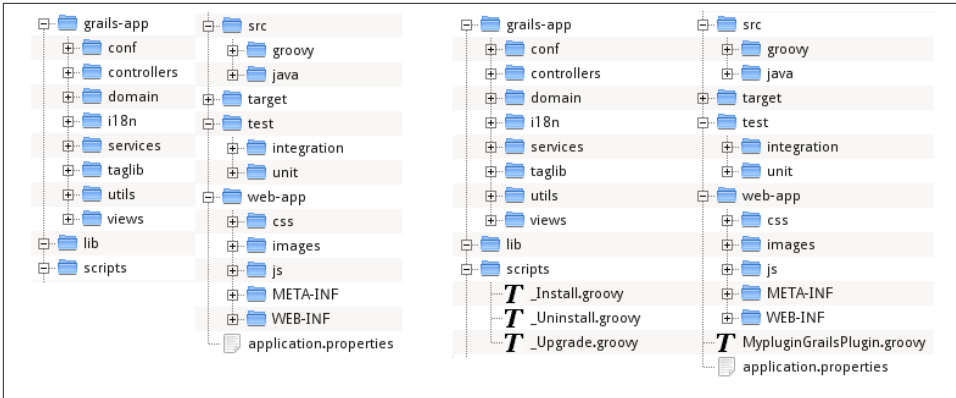 grails-app
conf
controllers
domain
i18n
services
taglib
utils
views
lib
scripts
src
groovy
java
target
test
integration
unit
web-app
css
images
js
META-INF
WEB-INF
application.properties
grails-app
conf
controllers
domain
i18n
services
taglib
utils
views
lib
scripts
_Install.groovy
_Uninstall.groovy
_Upgrade.groovy
src
groovy
java
target
test
integration
unit
web-app
css
images
js
META-INF
WEB-INF
MypluginGrailsPlugin.groovy
application.properties